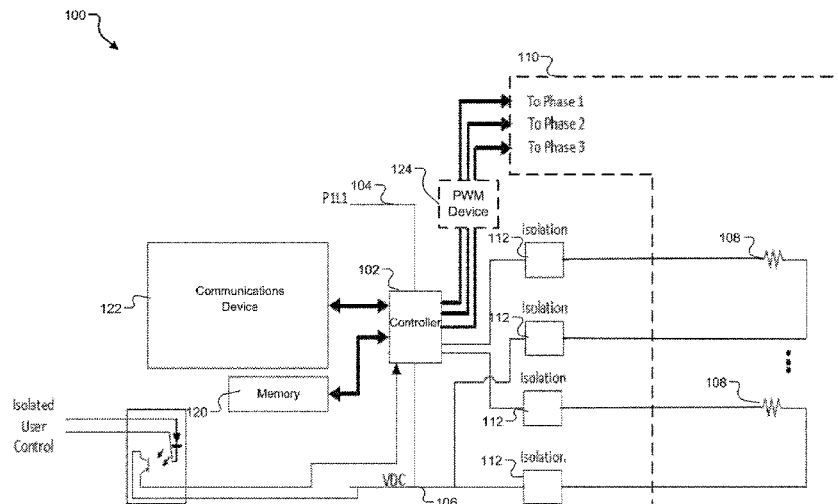 100
110
To Phase 1
To Phase 2
To Phase 3
124
PWM
Device
P1L1
104
Isolation
112
108
102
Communications
Device
122
Controller
Isolation
112
Isolation
108
Memory
120
112
Isolated
User
Control
112
Isolation.
VDC
106